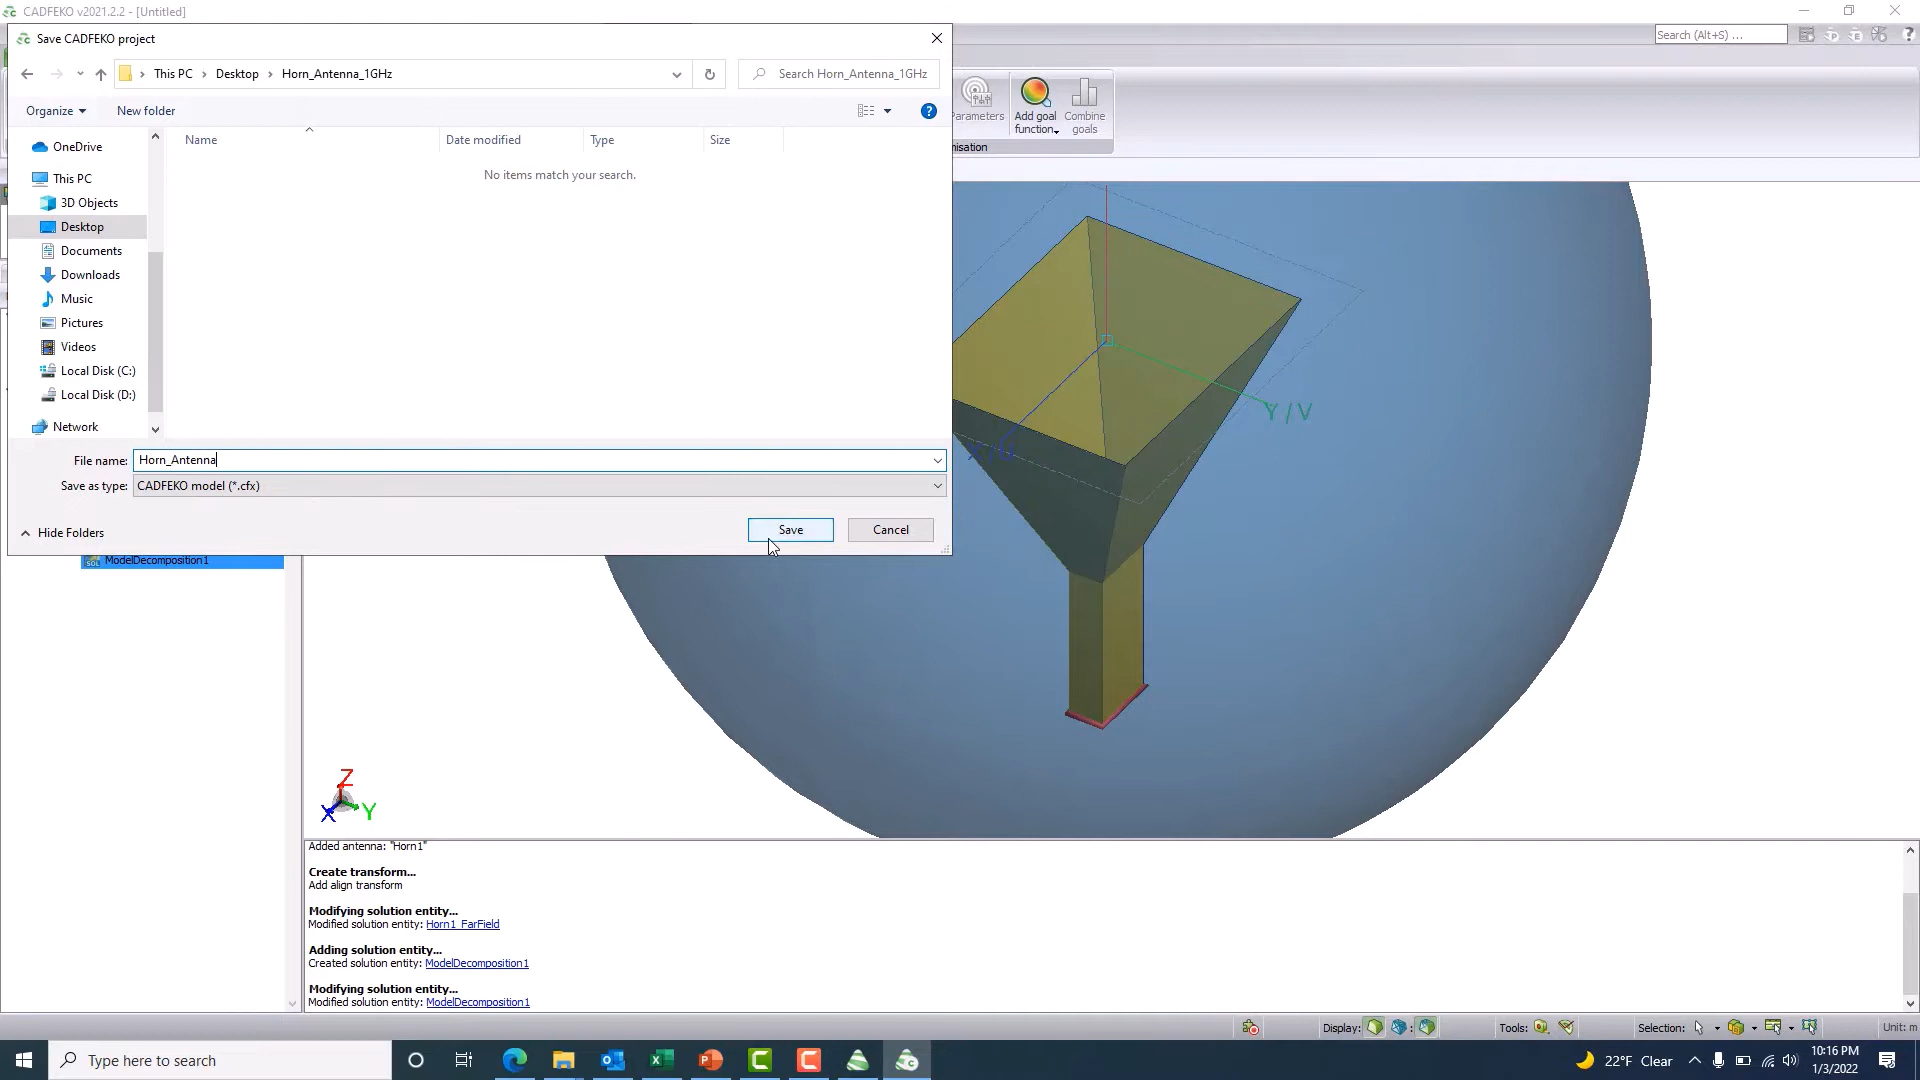 CADFEKO v2021.2.2 - [Untitled]
Save CADFEKO project
Search (Alt+S) ...
This PC > Desktop > Horn_Antenna_1GHz
Search Horn_Antenna_1GHz
Organize
New folder
Parameters
Add goal function
Combine goals
Name
Date modified
Type
Size
No items match your search.
OneDrive
This PC
3D Objects
Desktop
Documents
Downloads
Music
Pictures
Videos
Local Disk (C:)
Local Disk (D:)
Network
File name: Horn_Antenna
Save as type: CADFEKO model (*.cfx)
Hide Folders
Save
Cancel
ModelDecomposition1
Y/V
Z
X
Y
Added antenna: "Horn1"
Create transform...
Add align transform
Modifying solution entity...
Modified solution entity: Horn1_FarField
Adding solution entity...
Created solution entity: ModelDecomposition1
Modifying solution entity...
Modified solution entity: ModelDecomposition1
Display:
Tools:
Selection:
Unit: m
Type here to search
22°F Clear
10:16 PM
1/3/2022